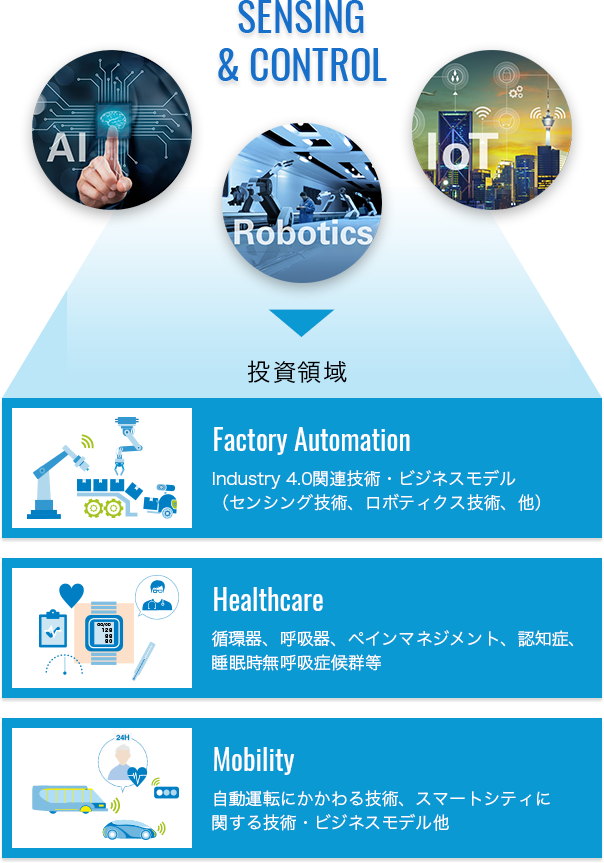 SENSING
& CONTROL
AI
IoT
Robotics
投資領域
Factory Automation
Industry 4.0関連技術・ビジネスモデル
（センシング技術、ロボティクス技術、他）
Healthcare
循環器、呼吸器、ペインマネジメント、認知症、
睡眠時無呼吸症候群等
00/00
128
88
80
Mobility
24H
自動運転にかかわる技術、スマートシティに
関する技術・ビジネスモデル他